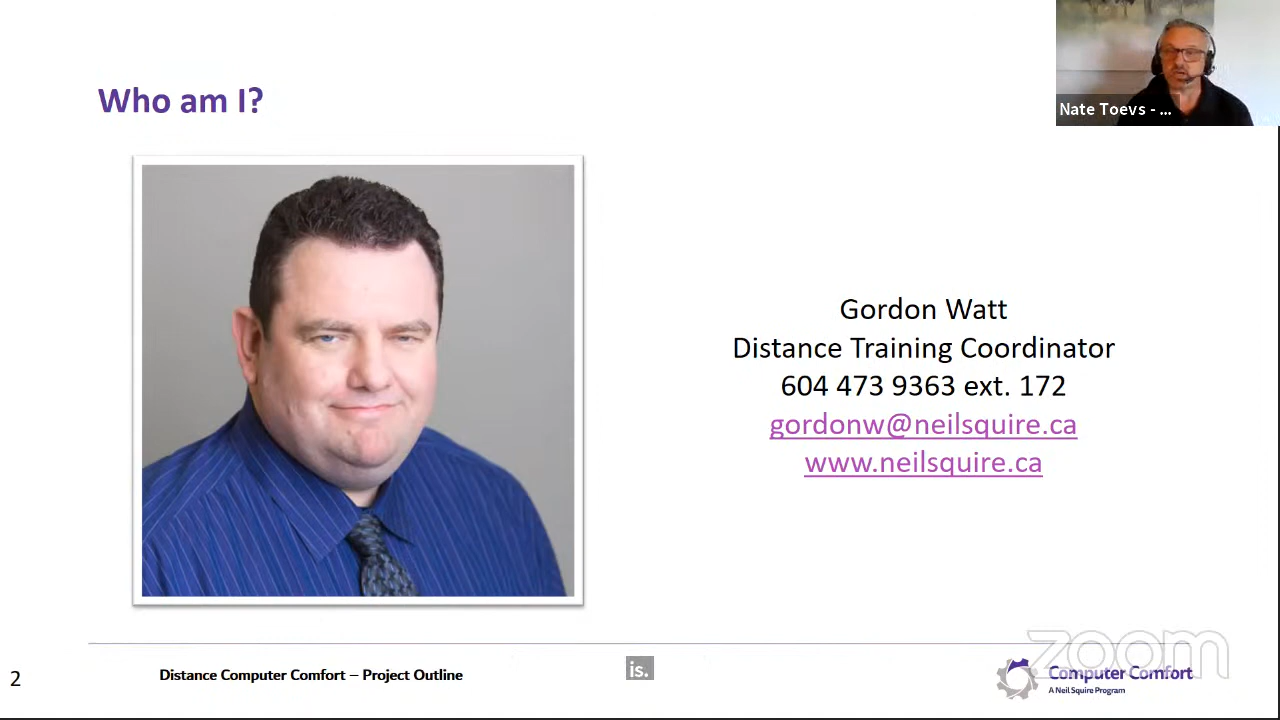 Who am I?
Nate Toevs - ...
Gordon Watt
Distance Training Coordinator
604 473 9363 ext. 172
gordonw@neilsquire.ca
www.neilsquire.ca
zoom
2
Distance Computer Comfort – Project Outline
is.
Computer Comfort
A Neil Squire Program